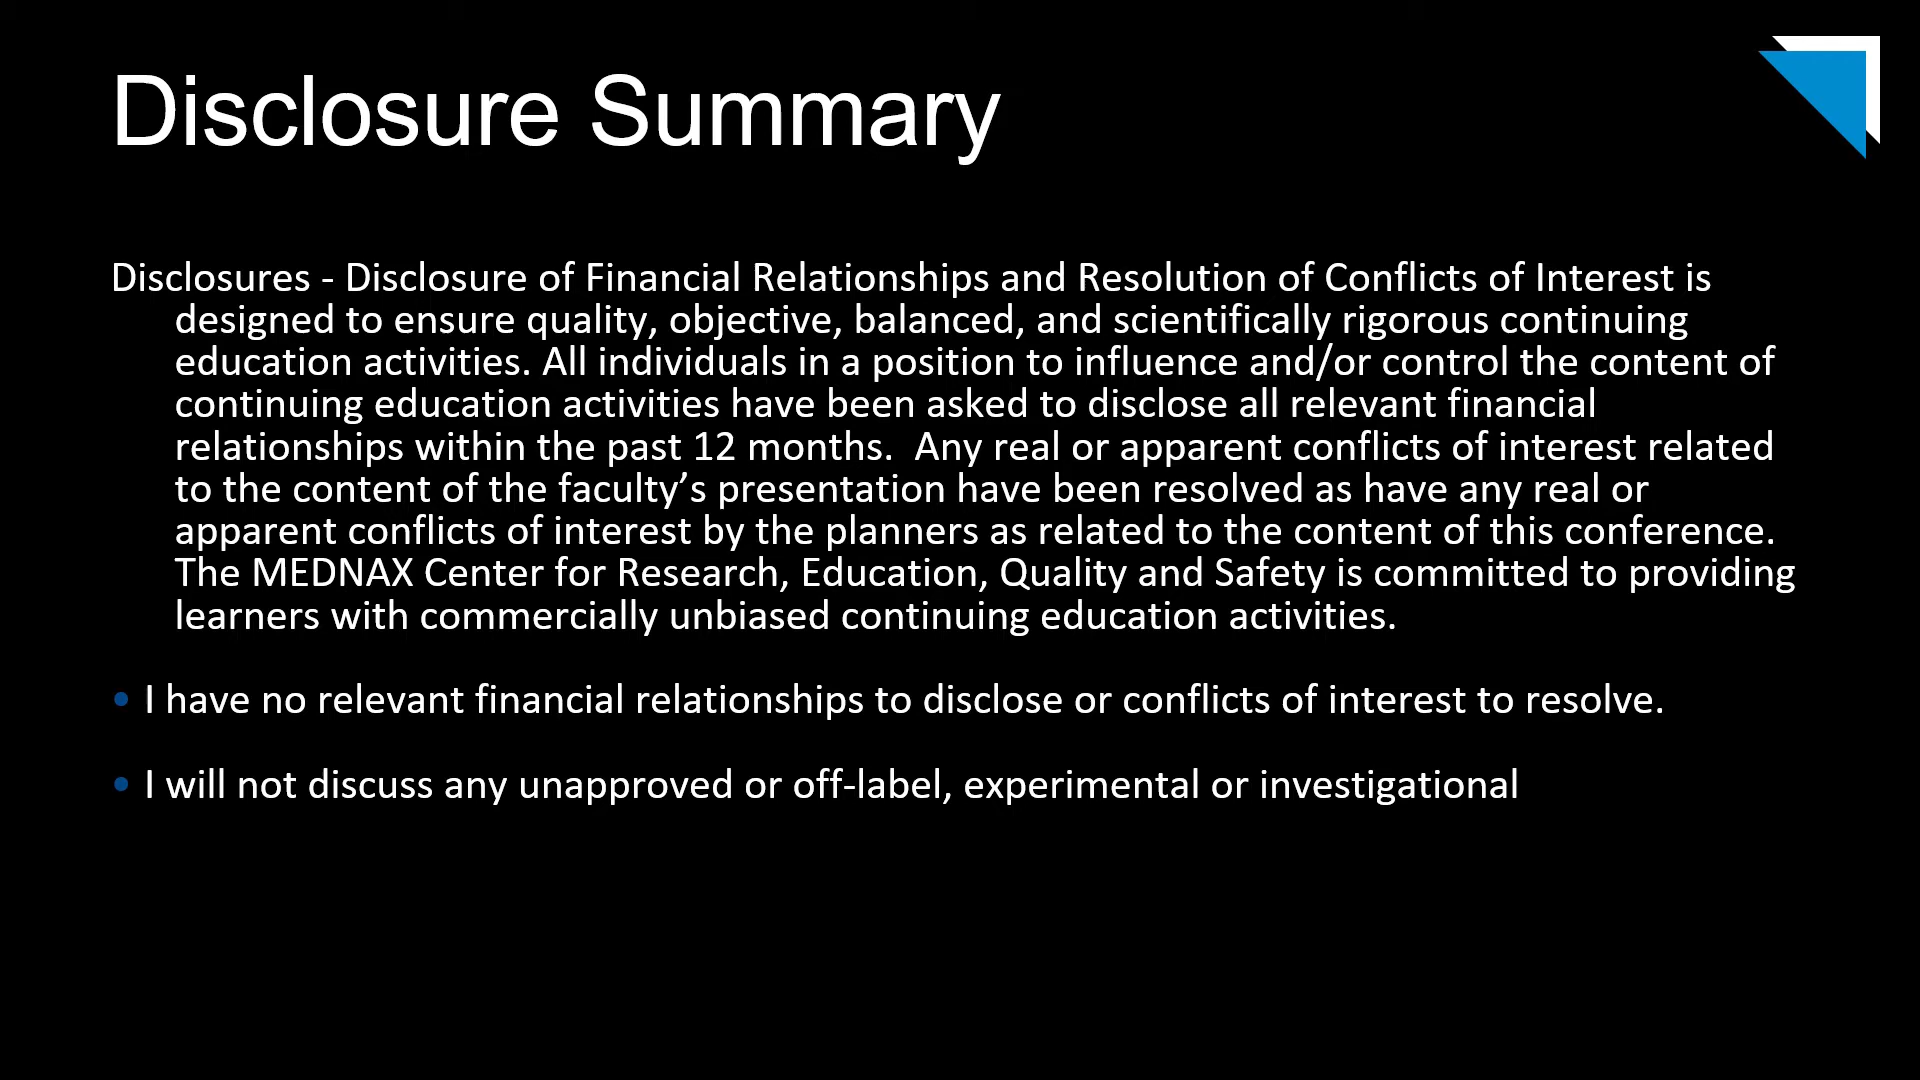 Disclosure Summary
Disclosures - Disclosure of Financial Relationships and Resolution of Conflicts of Interest is
designed to ensure quality, objective, balanced, and scientifically rigorous continuing
education activities. All individuals in a position to influence and/or control the content of
continuing education activities have been asked to disclose all relevant financial
relationships within the past 12 months.  Any real or apparent conflicts of interest related
to the content of the faculty’s presentation have been resolved as have any real or
apparent conflicts of interest by the planners as related to the content of this conference.
The MEDNAX Center for Research, Education, Quality and Safety is committed to providing
learners with commercially unbiased continuing education activities.
• I have no relevant financial relationships to disclose or conflicts of interest to resolve.
• I will not discuss any unapproved or off-label, experimental or investigational